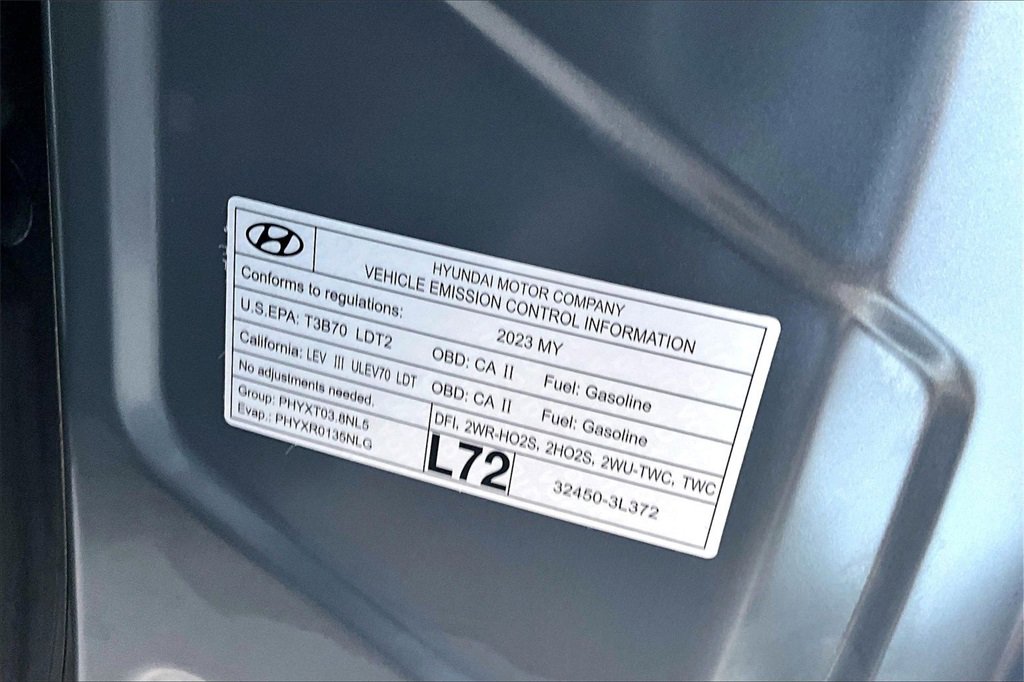 HYUNDAI MOTOR COMPANY
VEHICLE EMISSION CONTROL INFORMATION
Conforms to regulations: 2023 MY
U.S.EPA: T3B70 LDT2 OBD: CA II Fuel: Gasoline
California: LEV III ULEV70 LDT OBD: CA II Fuel: Gasoline
No adjustments needed. DFI, 2WR-HO2S, 2HO2S, 2WU-TWC, TWC
Group: PHYXT03.8NL5
Evap.: PHYXR0135NLG
L72 32450-3L372